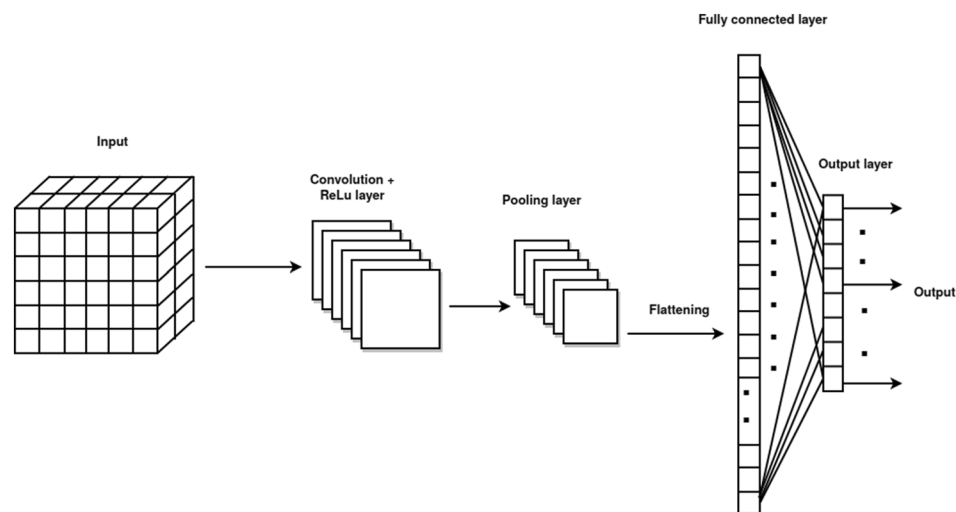 Fully connected layer
Input
Output layer
Convolution +
ReLu layer
Pooling layer
Output
Flattening